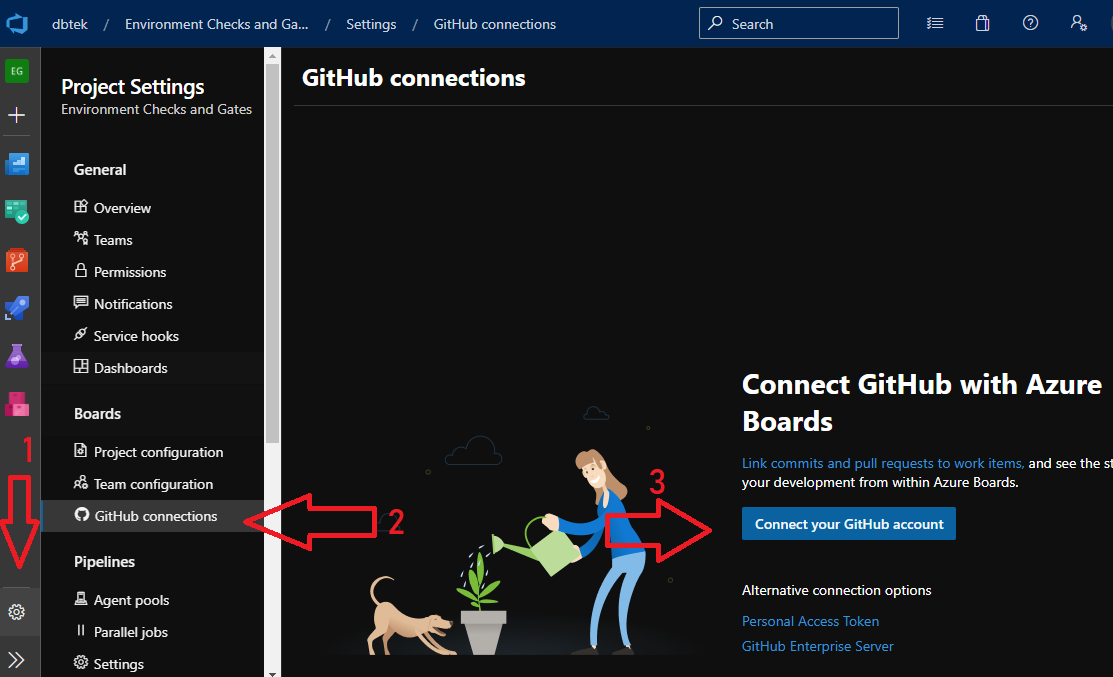 dbtek / Environment Checks and Ga... / Settings / GitHub connections
Search
EG
Project Settings
Environment Checks and Gates
General
Overview
Teams
Permissions
Notifications
Service hooks
Dashboards
Boards
Project configuration
Team configuration
GitHub connections
Pipelines
Agent pools
Parallel jobs
Settings
1
2
GitHub connections
3
Connect GitHub with Azure
Boards
Link commits and pull requests to work items, and see the st
your development from within Azure Boards.
Connect your GitHub account
Alternative connection options
Personal Access Token
GitHub Enterprise Server